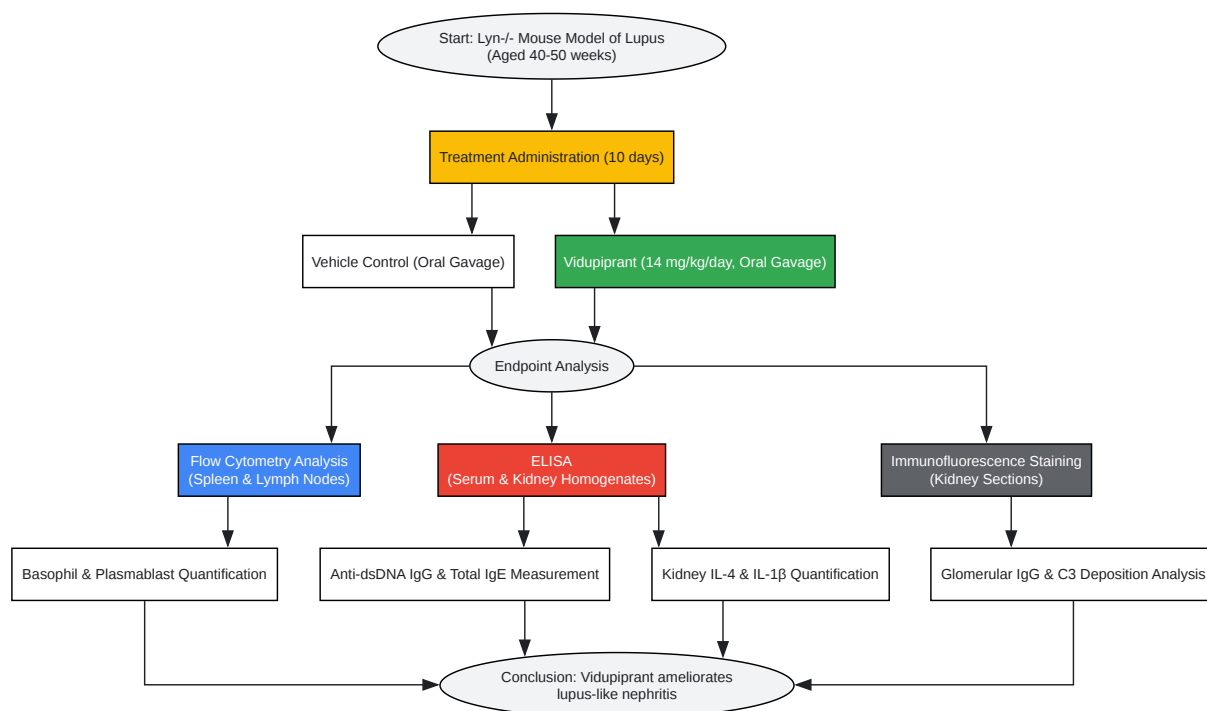 Start: Lyn-/- Mouse Model of Lupus
(Aged 40-50 weeks)
Treatment Administration (10 days)
Vehicle Control (Oral Gavage)
Vidupiprant (14 mg/kg/day, Oral Gavage)
Endpoint Analysis
Flow Cytometry Analysis
(Spleen & Lymph Nodes)
ELISA
(Serum & Kidney Homogenates)
Immunofluorescence Staining
(Kidney Sections)
Basophil & Plasmablast Quantification
Anti-dsDNA IgG & Total IgE Measurement
Kidney IL-4 & IL-1β Quantification
Glomerular IgG & C3 Deposition Analysis
Conclusion: Vidupiprant ameliorates
lupus-like nephritis